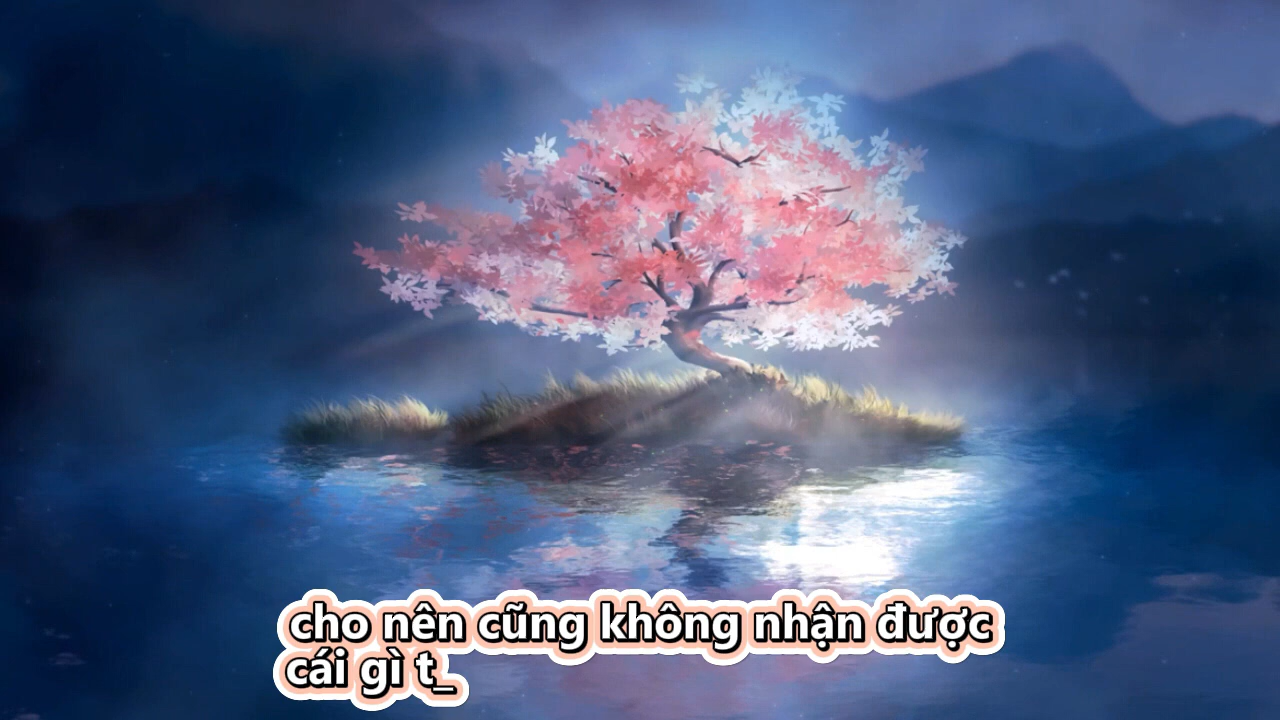 cho nên cũng không nhận được
cái gì t_